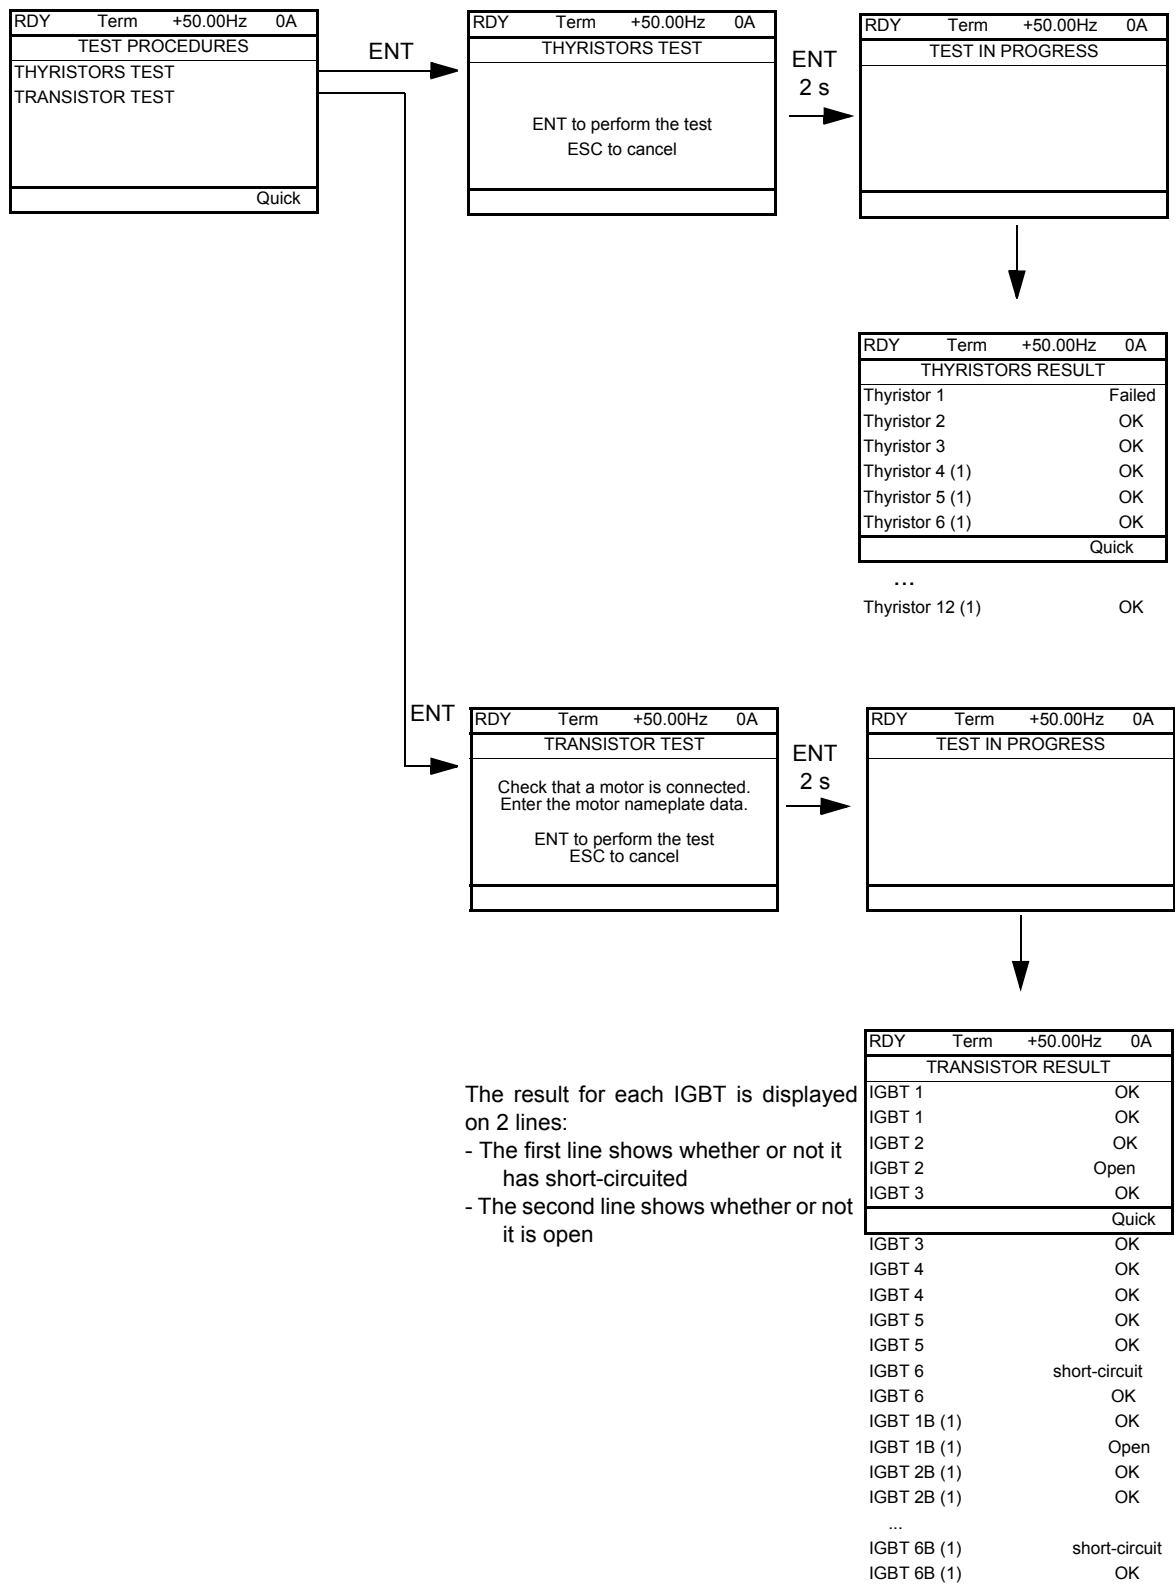 RDY Term +50.00Hz 0A
TEST PROCEDURES
THYRISTORS TEST
TRANSISTOR TEST
Quick
ENT
RDY Term +50.00Hz 0A
THYRISTORS TEST
ENT to perform the test
ESC to cancel
ENT
2 s
RDY Term +50.00Hz 0A
TEST IN PROGRESS
RDY Term +50.00Hz 0A
THYRISTORS RESULT
Thyristor 1 Failed
Thyristor 2 OK
Thyristor 3 OK
Thyristor 4 (1) OK
Thyristor 5 (1) OK
Thyristor 6 (1) OK
Quick
...
Thyristor 12 (1) OK
ENT
RDY Term +50.00Hz 0A
TRANSISTOR TEST
Check that a motor is connected.
Enter the motor nameplate data.
ENT to perform the test
ESC to cancel
ENT
2 s
RDY Term +50.00Hz 0A
TEST IN PROGRESS
The result for each IGBT is displayed
on 2 lines:
- The first line shows whether or not it
has short-circuited
- The second line shows whether or not
it is open
RDY Term +50.00Hz 0A
TRANSISTOR RESULT
IGBT 1 OK
IGBT 1 OK
IGBT 2 OK
IGBT 2 Open
IGBT 3 OK
Quick
IGBT 3 OK
IGBT 4 OK
IGBT 4 OK
IGBT 5 OK
IGBT 5 OK
IGBT 6 short-circuit
IGBT 6 OK
IGBT 1B (1) OK
IGBT 1B (1) Open
IGBT 2B (1) OK
IGBT 2B (1) OK
...
IGBT 6B (1) short-circuit
IGBT 6B (1) OK